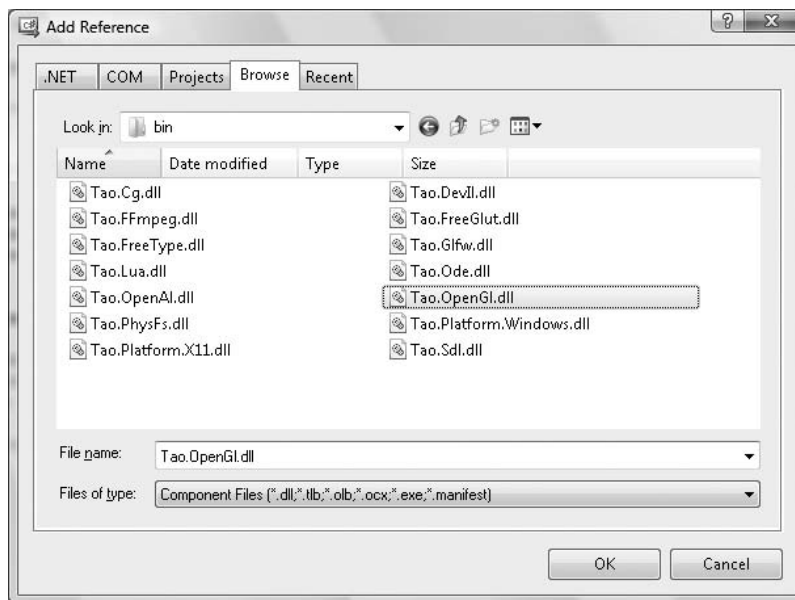 Add Reference
.NET COM Projects Browse Recent
Look in: bin
Name Date modified Type Size
Tao.Cg.dll Tao.DevIl.dll
Tao.FFmpeg.dll Tao.FreeGlut.dll
Tao.FreeType.dll Tao.Glfw.dll
Tao.Lua.dll Tao.Ode.dll
Tao.OpenAl.dll Tao.OpenGl.dll
Tao.PhysFs.dll Tao.Platform.Windows.dll
Tao.Platform.X11.dll Tao.Sdl.dll
File name: Tao.OpenGl.dll
Files of type: Component Files (*.dll;*.tlb;*.olb;*.ocx;*.exe;*.manifest)
OK Cancel